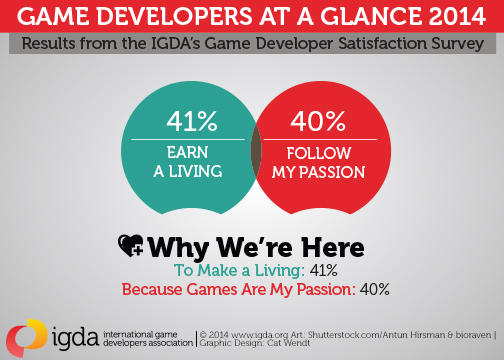 GAME DEVELOPERS AT A GLANCE 2014
Results from the IGDA's Game Developer Satisfaction Survey
41%
EARN
A LIVING
40%
FOLLOW
MY PASSION
Why We're Here
To Make a Living: 41%
Because Games Are My Passion: 40%
igda
international game
developers association
© 2014 www.igda.org Art: Shutterstock.com/Antun Hirsman & bioraven |
Graphic Design: Cat Wendt